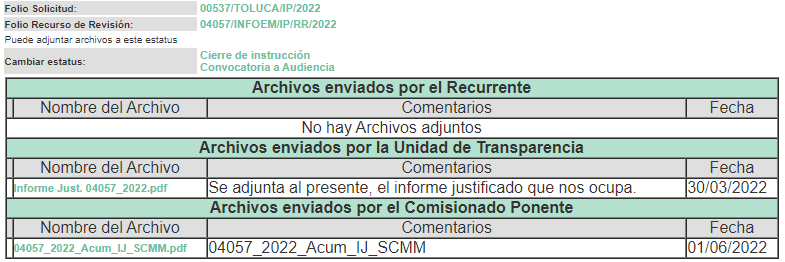 Folio Solicitud: 00537/TOLUCA/IP/2022
Folio Recurso de Revisión: 04057/INFOEM/IP/RR/2022
Puede adjuntar archivos a este estatus
Cambiar estatus: Cierre de instrucción
Convocatoria a Audiencia
Archivos enviados por el Recurrente
Nombre del Archivo Comentarios Fecha
No hay Archivos adjuntos
Archivos enviados por la Unidad de Transparencia
Nombre del Archivo Comentarios Fecha
Informe Just. 04057_2022.pdf Se adjunta al presente, el informe justificado que nos ocupa. 30/03/2022
Archivos enviados por el Comisionado Ponente
Nombre del Archivo Comentarios Fecha
04057_2022_Acum_IJ_SCMM.pdf 04057_2022_Acum_IJ_SCMM 01/06/2022